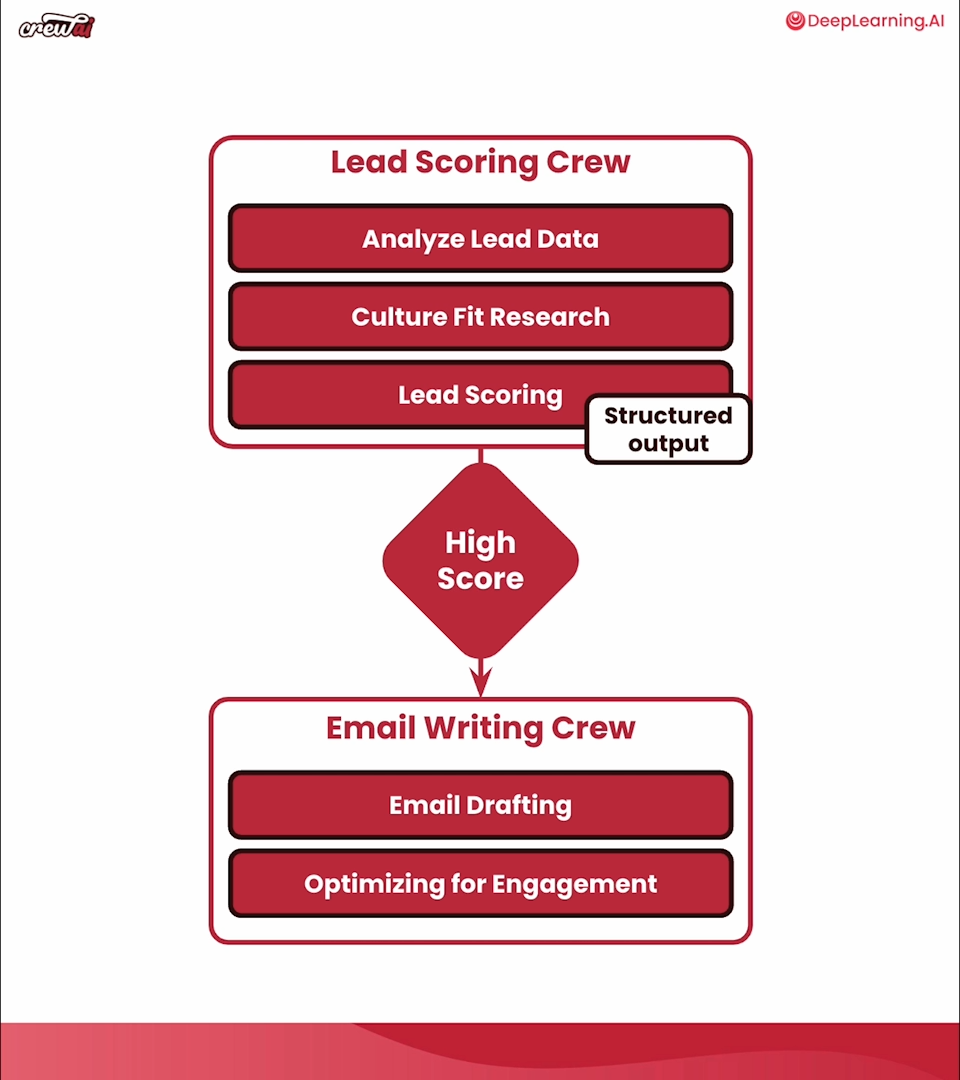 crewai
DeepLearning.AI
Lead Scoring Crew
Analyze Lead Data
Culture Fit Research
Lead Scoring
Structured
output
High
Score
Email Writing Crew
Email Drafting
Optimizing for Engagement